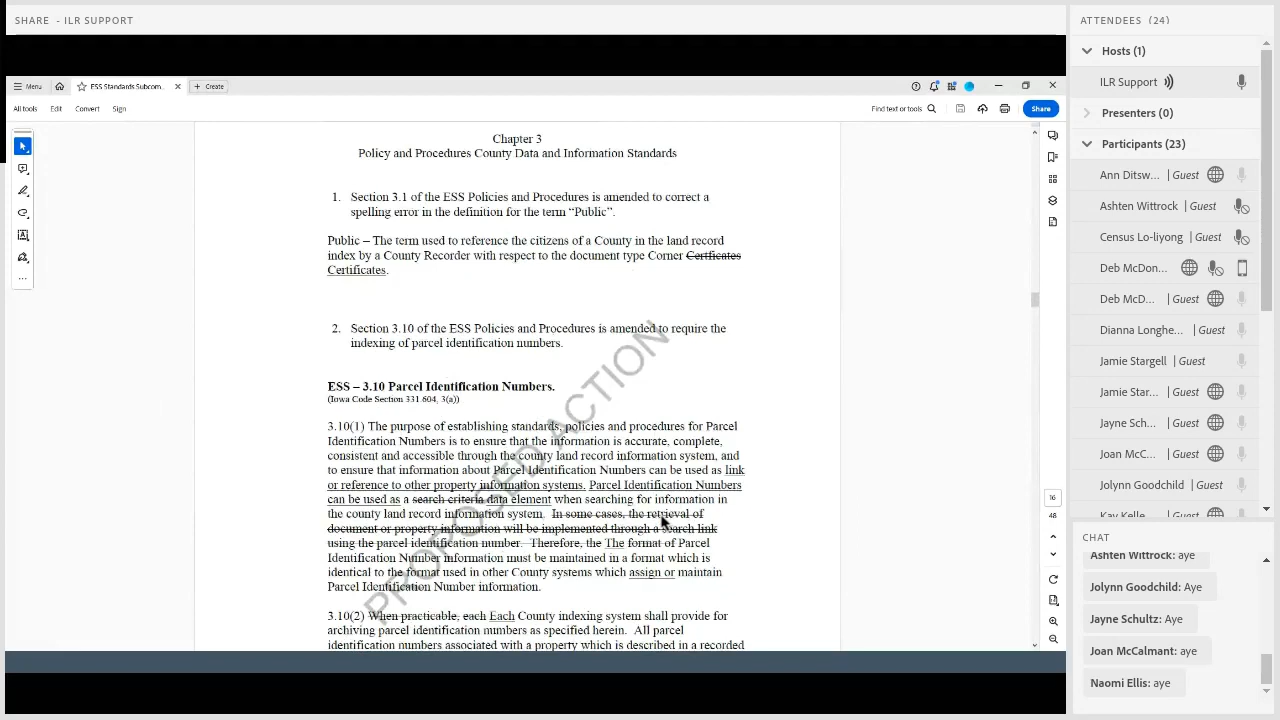 SHARE - ILR SUPPORT
Menu
ESS Standards Subcom...
Create
All tools
Edit
Convert
Sign
Find text or tools
Share
Chapter 3
Policy and Procedures County Data and Information Standards
1. Section 3.1 of the ESS Policies and Procedures is amended to correct a
spelling error in the definition for the term “Public”.
Public – The term used to reference the citizens of a County in the land record
index by a County Recorder with respect to the document type Corner Certficates
Certificates.
2. Section 3.10 of the ESS Policies and Procedures is amended to require the
indexing of parcel identification numbers.
ESS – 3.10 Parcel Identification Numbers.
(Iowa Code Section 331.604, 3(a))
3.10(1) The purpose of establishing standards, policies and procedures for Parcel
Identification Numbers is to ensure that the information is accurate, complete,
consistent and accessible through the county land record information system, and
to ensure that information about Parcel Identification Numbers can be used as link
or reference to other property information systems. Parcel Identification Numbers
can be used as a search criteria data element when searching for information in
the county land record information system. In some cases, the retrieval of
document or property information will be implemented through a search link
using the parcel identification number. Therefore, the The format of Parcel
Identification Number information must be maintained in a format which is
identical to the format used in other County systems which assign or maintain
Parcel Identification Number information.
3.10(2) When practicable, each Each County indexing system shall provide for
archiving parcel identification numbers as specified herein. All parcel
identification numbers associated with a property which is described in a recorded
PROPOSED ACTION
16
48
ATTENDEES (24)
Hosts (1)
ILR Support
Presenters (0)
Participants (23)
Ann Ditsw... | Guest
Ashten Wittrock | Guest
Census Lo-liyong | Guest
Deb McDon...
Deb McD... | Guest
Dianna Longhe... | Guest
Jamie Stargell | Guest
Jamie Star... | Guest
Jayne Sch... | Guest
Joan McC... | Guest
Jolynn Goodchild | Guest
Kay Kelle... | Guest
CHAT
Ashten Wittrock: aye
Jolynn Goodchild: Aye
Jayne Schultz: Aye
Joan McCalmant: aye
Naomi Ellis: aye